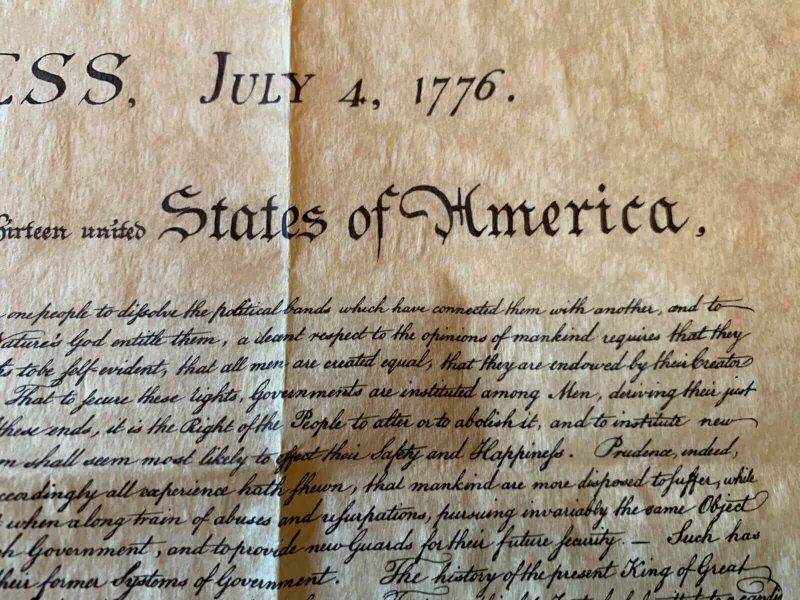 ESS, JULY 4, 1776.
thirteen united States of America,
one people to dissolve the political bands which have connected them with another, and to
Nature's God entitle them, a decent respect to the opinions of mankind requires that they
to be self-evident, that all men are created equal, that they are endowed by their Creator
That to secure these rights, Governments are instituted among Men, deriving their just
these ends, it is the Right of the People to alter or to abolish it, and to institute new
shall seem most likely to effect their Safety and Happiness. Prudence, indeed,
accordingly all experience hath shewn, that mankind are more disposed to suffer, while
when a long train of abuses and usurpations, pursuing invariably the same Object
Government, and to provide new Guards for their future security. — Such has
their former Systems of Government. The history of the present King of Great